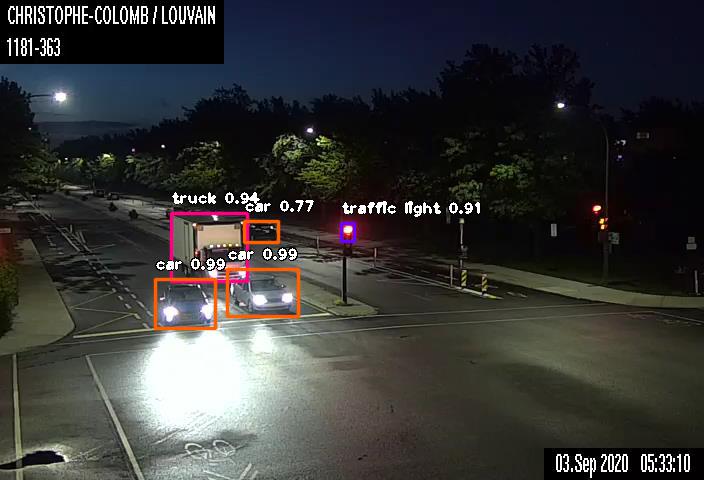 CHRISTOPHE-COLOMB / LOUVAIN
1181-363
truck 0.94
car 0.77
traffic light 0.91
car 0.99
car 0.99
03.Sep 2020 05:33:10